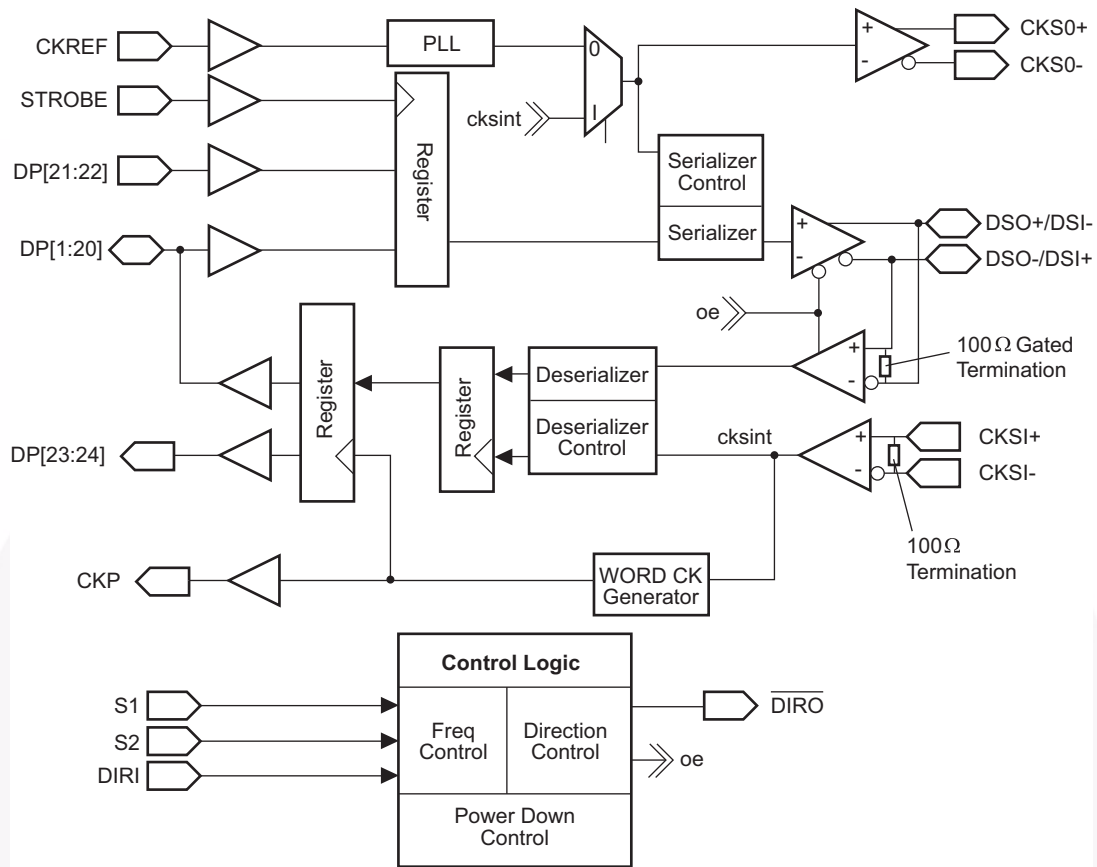 CKREF
PLL
0
+
-
CKS0+
CKS0-
STROBE
cksint
I
DP[21:22]
Register
Serializer
Control
DP[1:20]
Serializer
+
-
DSO+/DSI-
DSO-/DSI+
oe
+
-
100Ω Gated
Termination
Register
Register
Deserializer
Deserializer
Control
cksint
+
-
CKSI+
CKSI-
DP[23:24]
100Ω
Termination
CKP
WORD CK
Generator
Control Logic
S1
S2
DIRI
Freq
Control
Direction
Control
DIRO
oe
Power Down
Control